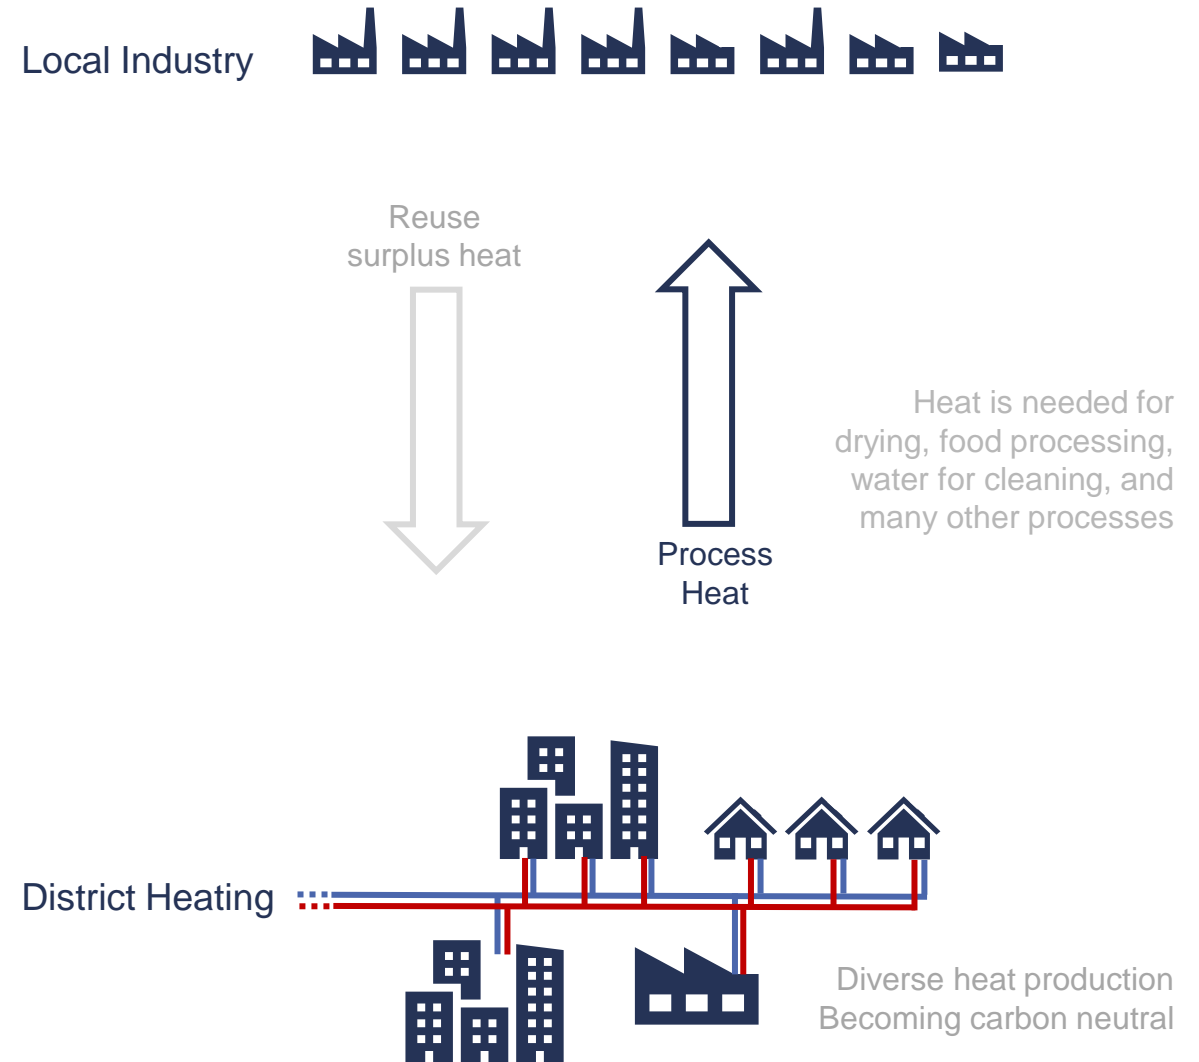 Local Industry
Reuse
surplus heat
Heat is needed for
drying, food processing,
water for cleaning, and
many other processes
Process
Heat
District Heating
Diverse heat production
Becoming carbon neutral